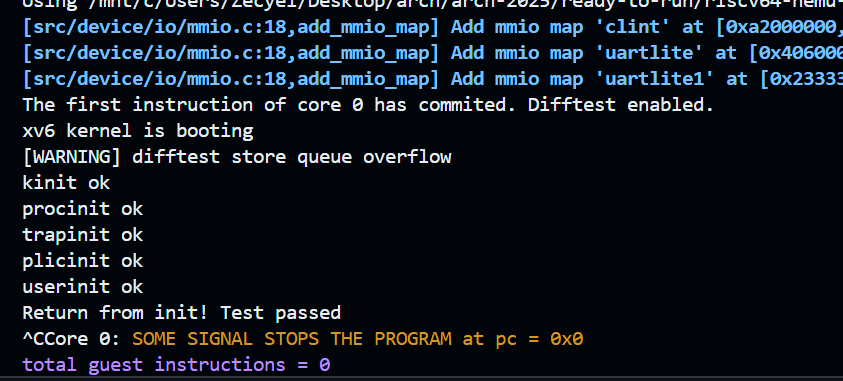 Using '/mnt/c/Users/Zecyel/Desktop/arch/arch-2025/ready-to-run/riscv64-nemu-
[src/device/io/mmio.c:18,add_mmio_map] Add mmio map 'clint' at [0xa2000000,
[src/device/io/mmio.c:18,add_mmio_map] Add mmio map 'uartlite' at [0x406000
[src/device/io/mmio.c:18,add_mmio_map] Add mmio map 'uartlite1' at [0x23333
The first instruction of core 0 has commited. Difftest enabled.
xv6 kernel is booting
[WARNING] difftest store queue overflow
kinit ok
procinit ok
trapinit ok
plicinit ok
userinit ok
Return from init! Test passed
^CCore 0: SOME SIGNAL STOPS THE PROGRAM at pc = 0x0
total guest instructions = 0